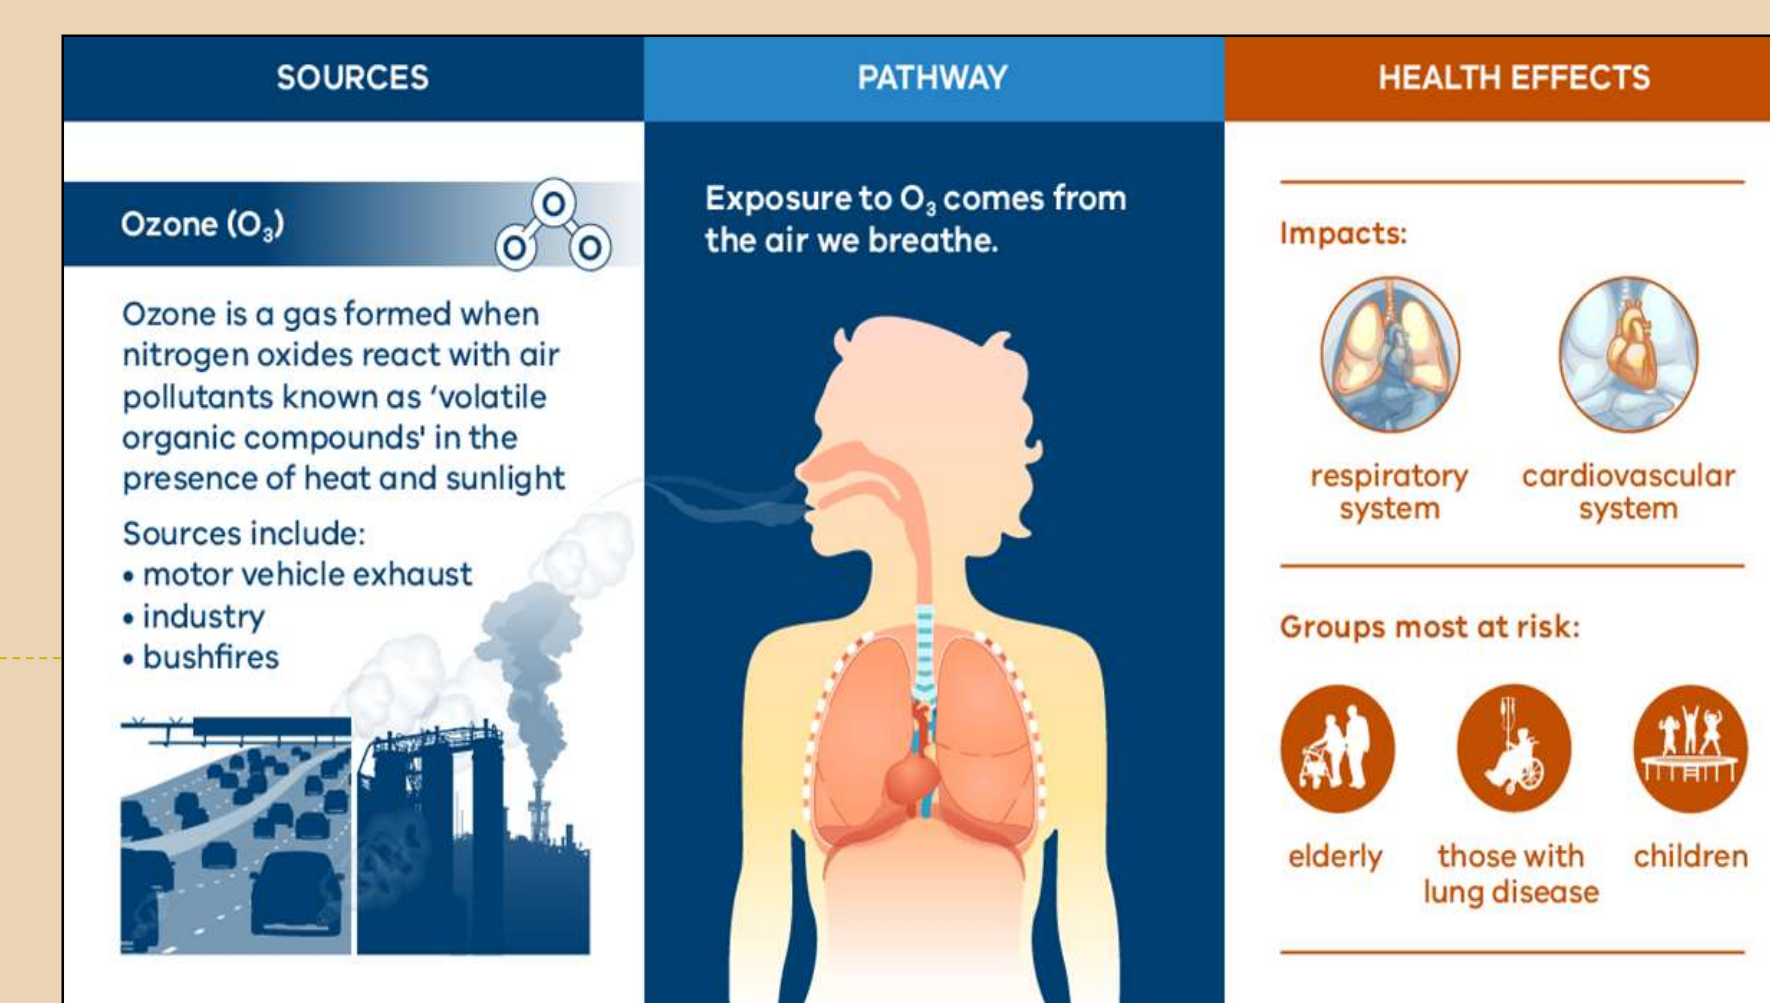 SOURCES
Ozone (O₃)
O
O
O
Ozone is a gas formed when
nitrogen oxides react with air
pollutants known as ‘volatile
organic compounds' in the
presence of heat and sunlight
Sources include:
• motor vehicle exhaust
• industry
• bushfires
PATHWAY
Exposure to O₃ comes from
the air we breathe.
HEALTH EFFECTS
Impacts:
respiratory
system
cardiovascular
system
Groups most at risk:
elderly
those with
lung disease
children